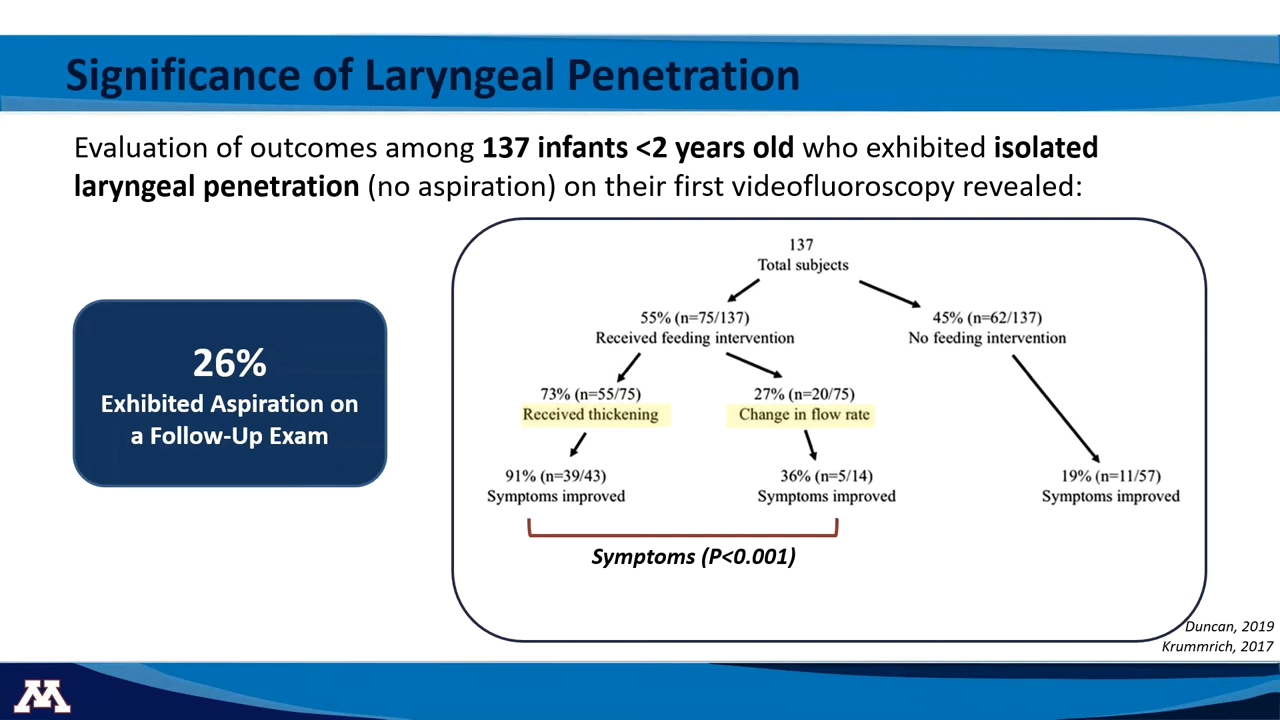 Significance of Laryngeal Penetration
Evaluation of outcomes among 137 infants <2 years old who exhibited isolated
laryngeal penetration (no aspiration) on their first videofluoroscopy revealed:
26%
Exhibited Aspiration on
a Follow-Up Exam
137
Total subjects
55% (n=75/137)
Received feeding intervention
45% (n=62/137)
No feeding intervention
73% (n=55/75)
Received thickening
27% (n=20/75)
Change in flow rate
91% (n=39/43)
Symptoms improved
36% (n=5/14)
Symptoms improved
19% (n=11/57)
Symptoms improved
Symptoms (P<0.001)
Duncan, 2019
Krummrich, 2017
M